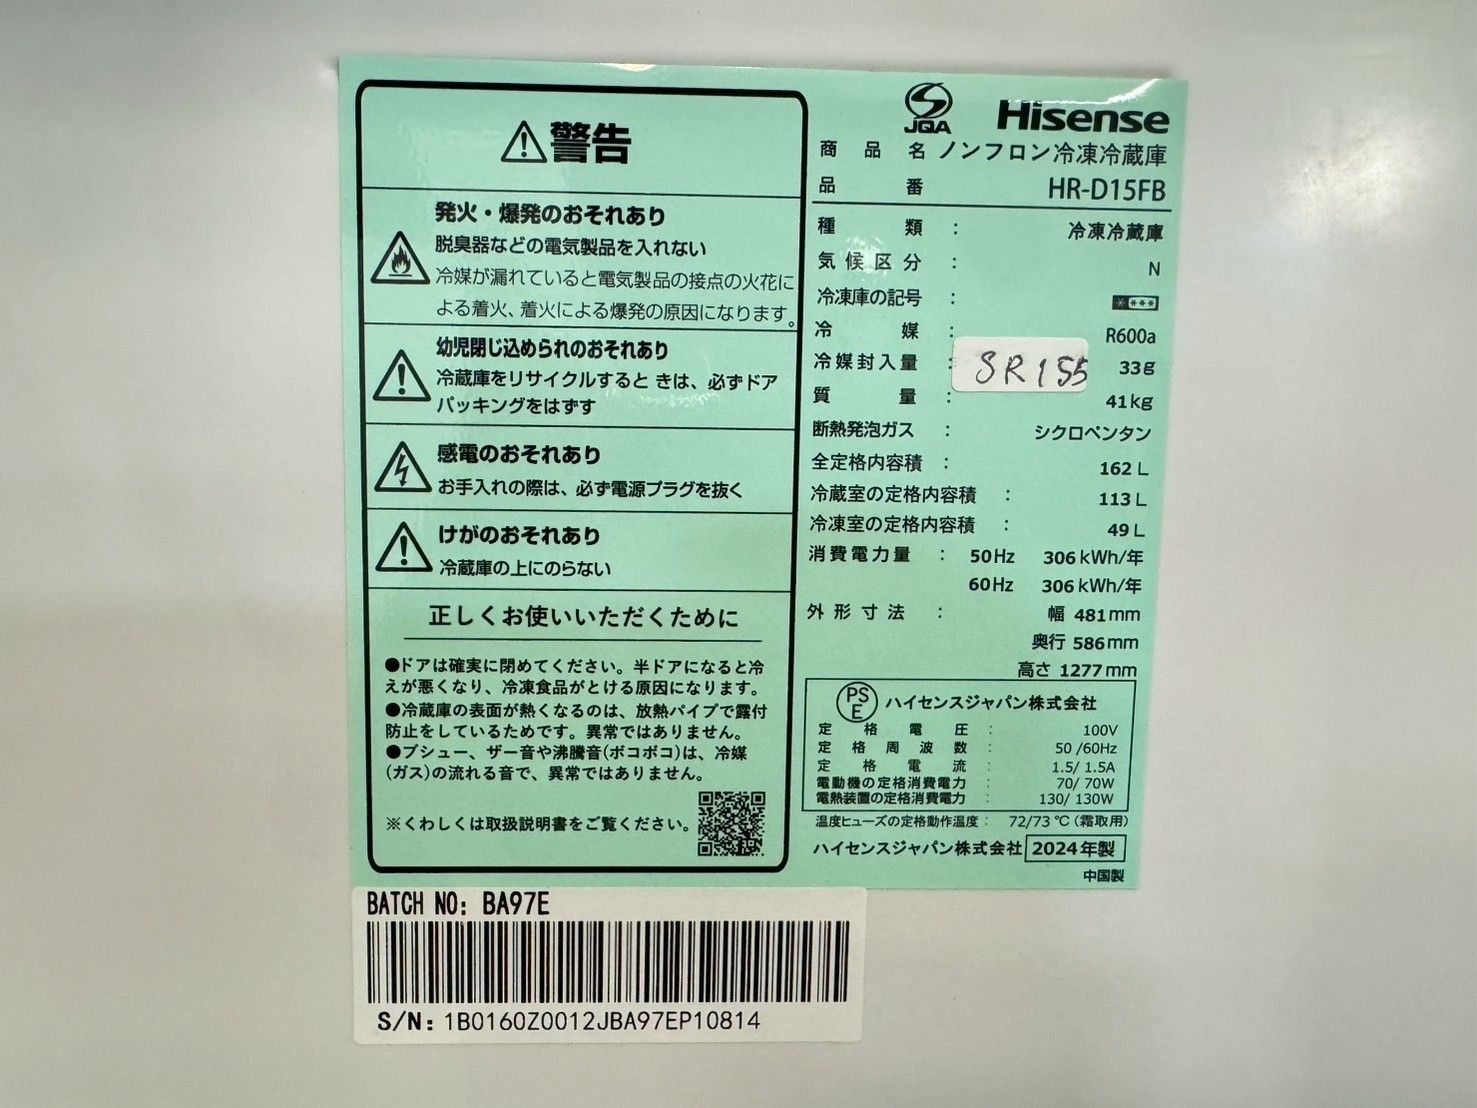 警告
発火・爆発のおそれあり
脱臭器などの電気製品を入れない
冷媒が漏れていると電気製品の接点の火花に
よる着火、着火による爆発の原因になります。
幼児閉じ込められのおそれあり
冷蔵庫をリサイクルすると きは、必ずドア
パッキングをはずす
感電のおそれあり
お手入れの際は、必ず電源プラグを抜く
けがのおそれあり
冷蔵庫の上にのらない
正しくお使いいただくために
●ドアは確実に閉めてください。半ドアになると冷
えが悪くなり、冷凍食品がとける原因になります。
●冷蔵庫の表面が熱くなるのは、放熱パイプで露付
防止をしているためです。異常ではありません。
●ブシュー、ザー音や沸騰音(ボコボコ)は、冷媒
(ガス)の流れる音で、異常ではありません。
※くわしくは取扱説明書をご覧ください。
JQA Hisense
商品名 ノンフロン冷凍冷蔵庫
品番 HR-D15FB
種類 : 冷凍冷蔵庫
気候区分 : N
冷凍庫の記号 : * ***
冷媒 : R600a
冷媒封入量 : 33g
SR155
質量 : 41kg
断熱発泡ガス : シクロペンタン
全定格内容積 : 162 L
冷蔵室の定格内容積 : 113 L
冷凍室の定格内容積 : 49 L
消費電力量 : 50Hz 306 kWh/年
60Hz 306 kWh/年
外形寸法 : 幅 481mm
奥行 586mm
高さ 1277mm
PSE ハイセンスジャパン株式会社
定格電圧 : 100V
定格周波数 : 50 /60Hz
定格電流 : 1.5/ 1.5A
電動機の定格消費電力 : 70/ 70W
電熱装置の定格消費電力 : 130/ 130W
温度ヒューズの定格動作温度 : 72/73 ℃ (霜取用)
ハイセンスジャパン株式会社 2024年製
中国製
BATCH NO: BA97E
S/N: 1B0160Z0012JBA97EP10814